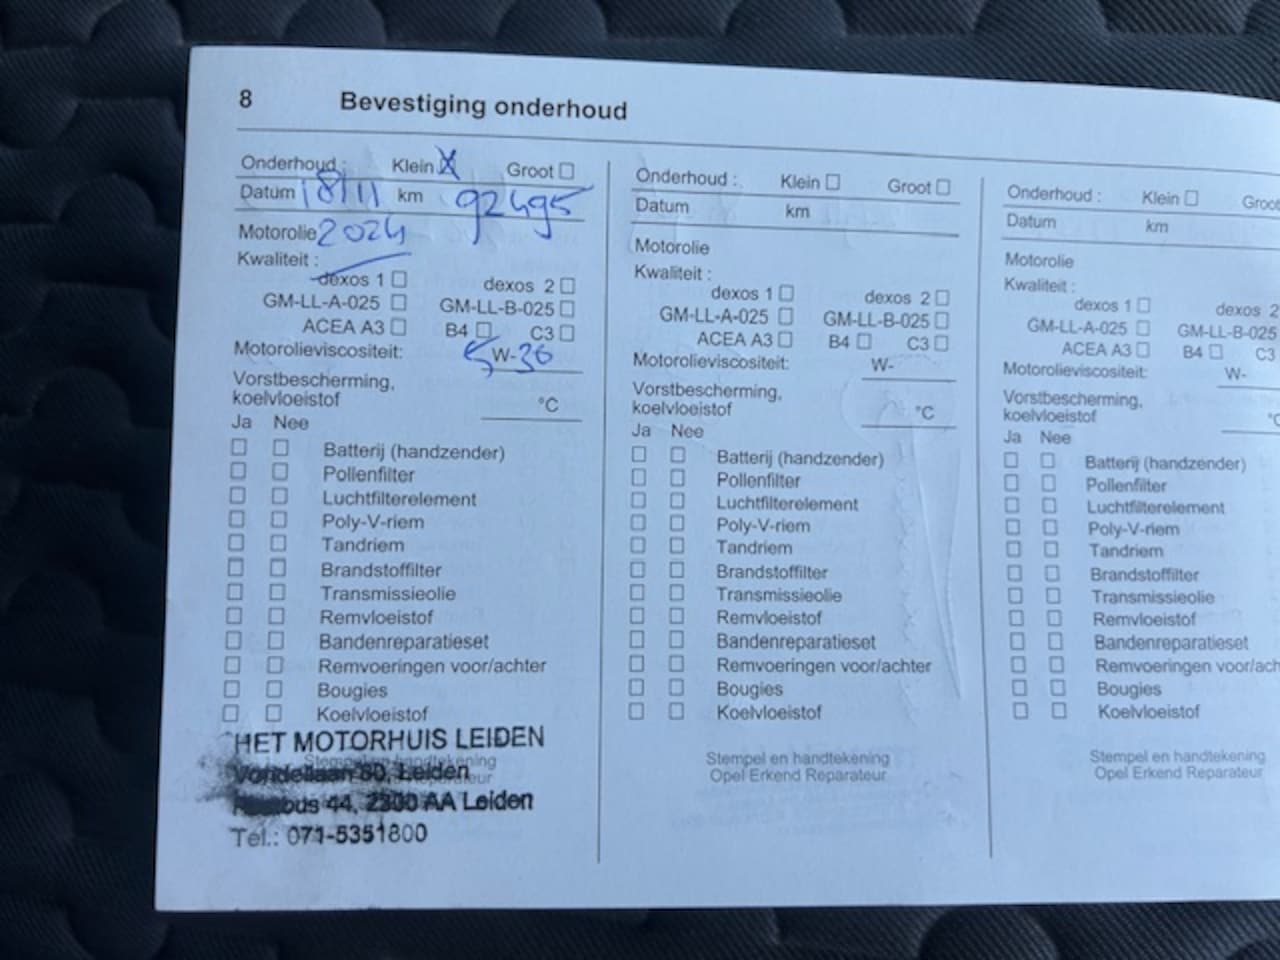 8 Bevestiging onderhoud
Onderhoud : Klein X Groot
Datum 18/11 km 92495
Motorolie 2024
Kwaliteit :
dexos 1 dexos 2
GM-LL-A-025 GM-LL-B-025
ACEA A3 B4 C3
Motorolieviscositeit: 5 W-30
Vorstbescherming,
koelvloeistof °C
Ja Nee
Batterij (handzender)
Pollenfilter
Luchtfilterelement
Poly-V-riem
Tandriem
Brandstoffilter
Transmissieolie
Remvloeistof
Bandenreparatieset
Remvoeringen voor/achter
Bougies
Koelvloeistof
HET MOTORHUIS LEIDEN
Stempel en handtekening
Vondellaan 80, Leiden
44, 2300 AA Leiden
Tel.: 071-5351800
Onderhoud : Klein Groot
Datum km
Motorolie
Kwaliteit :
dexos 1 dexos 2
GM-LL-A-025 GM-LL-B-025
ACEA A3 B4 C3
Motorolieviscositeit: W-
Vorstbescherming,
koelvloeistof °C
Ja Nee
Batterij (handzender)
Pollenfilter
Luchtfilterelement
Poly-V-riem
Tandriem
Brandstoffilter
Transmissieolie
Remvloeistof
Bandenreparatieset
Remvoeringen voor/achter
Bougies
Koelvloeistof
Stempel en handtekening
Opel Erkend Reparateur
Onderhoud : Klein Groot
Datum km
Motorolie
Kwaliteit :
dexos 1 dexos 2
GM-LL-A-025 GM-LL-B-025
ACEA A3 B4 C3
Motorolieviscositeit: W-
Vorstbescherming,
koelvloeistof °C
Ja Nee
Batterij (handzender)
Pollenfilter
Luchtfilterelement
Poly-V-riem
Tandriem
Brandstoffilter
Transmissieolie
Remvloeistof
Bandenreparatieset
Remvoeringen voor/ach
Bougies
Koelvloeistof
Stempel en handtekening
Opel Erkend Reparateur